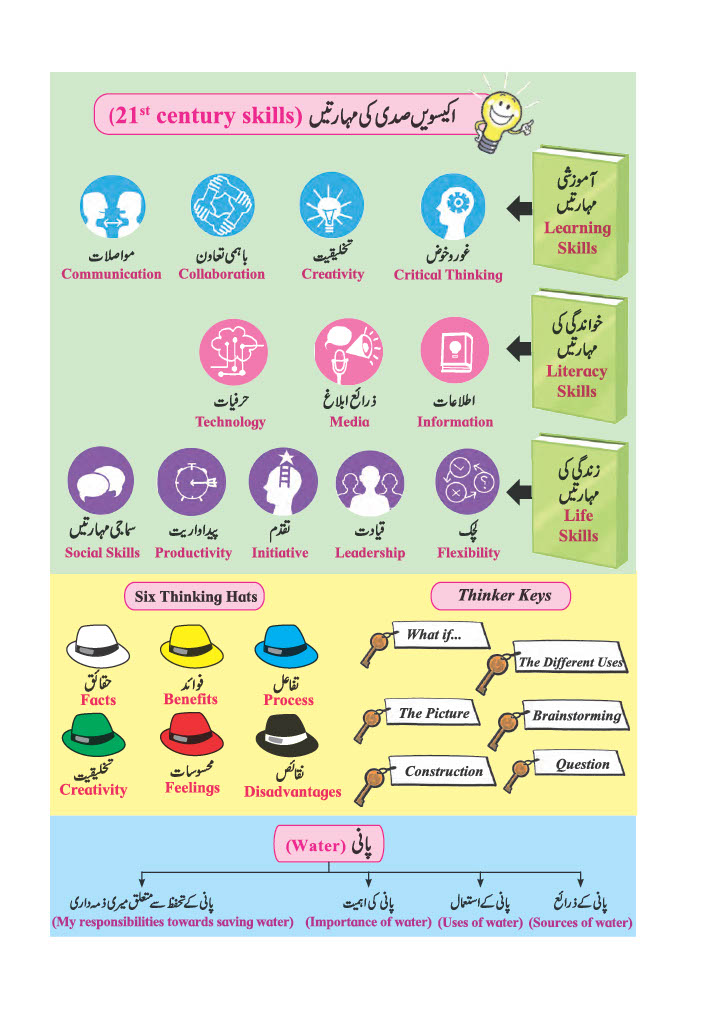 اکیسویں صدی کی مہارتیں (21st century skills)
آموزشی
مہارتیں
Learning
Skills
غور و خوض
Critical Thinking
تخلیقیت
Creativity
باہمی تعاون
Collaboration
مواصلات
Communication
خواندگی کی
مہارتیں
Literacy
Skills
اطلاعات
Information
ذرائع ابلاغ
Media
حرفیات
Technology
زندگی کی
مہارتیں
Life
Skills
لچک
Flexibility
قیادت
Leadership
تقدم
Initiative
پیداواریت
Productivity
سماجی مہارتیں
Social Skills
Six Thinking Hats
حقائق
Facts
فوائد
Benefits
تفاعل
Process
تخلیقیت
Creativity
محسوسات
Feelings
نقائص
Disadvantages
Thinker Keys
What if...
The Different Uses
The Picture
Brainstorming
Construction
Question
پانی (Water)
پانی کے ذرائع
(Sources of water)
پانی کے استعمال
(Uses of water)
پانی کی اہمیت
(Importance of water)
پانی کے تحفظ سے متعلق میری ذمہ داری
(My responsibilities towards saving water)